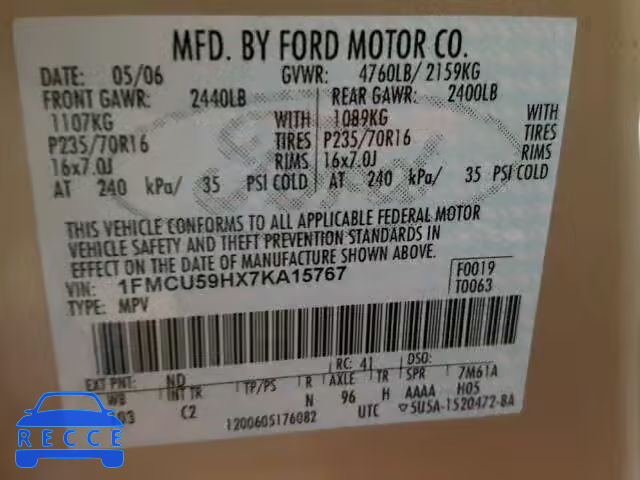 MFD. BY FORD MOTOR CO.
DATE: 05/06 GVWR: 4760LB/ 2159KG
FRONT GAWR: 2440LB REAR GAWR: 2400LB
1107KG WITH 1089KG WITH
P235/70R16 TIRES P235/70R16 TIRES
16x7.0J RIMS 16x7.0J RIMS
AT 240 kPa/ 35 PSI COLD AT 240 kPa/ 35 PSI COLD
THIS VEHICLE CONFORMS TO ALL APPLICABLE FEDERAL MOTOR
VEHICLE SAFETY AND THEFT PREVENTION STANDARDS IN
EFFECT ON THE DATE OF MANUFACTURE SHOWN ABOVE.
VIN: 1FMCU59HX7KA15767 F0019
TYPE: MPV T0063
RC: 41 DSO:
EXT PNT: ND
WB INT TR TP/PS R AXLE TR SPR 7M61A
C2 N 96 H AAAA H05
1200605176082 UTC 5U5A-1520472-BA
Ford
RECCE